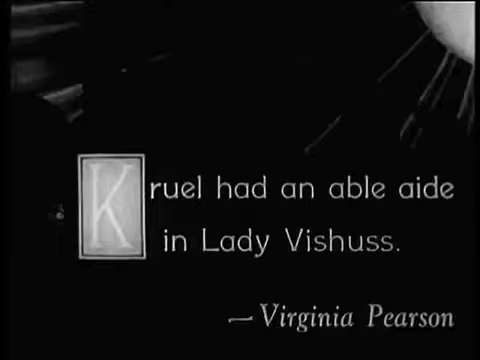 Kruel had an able aide
in Lady Vishuss.
— Virginia Pearson